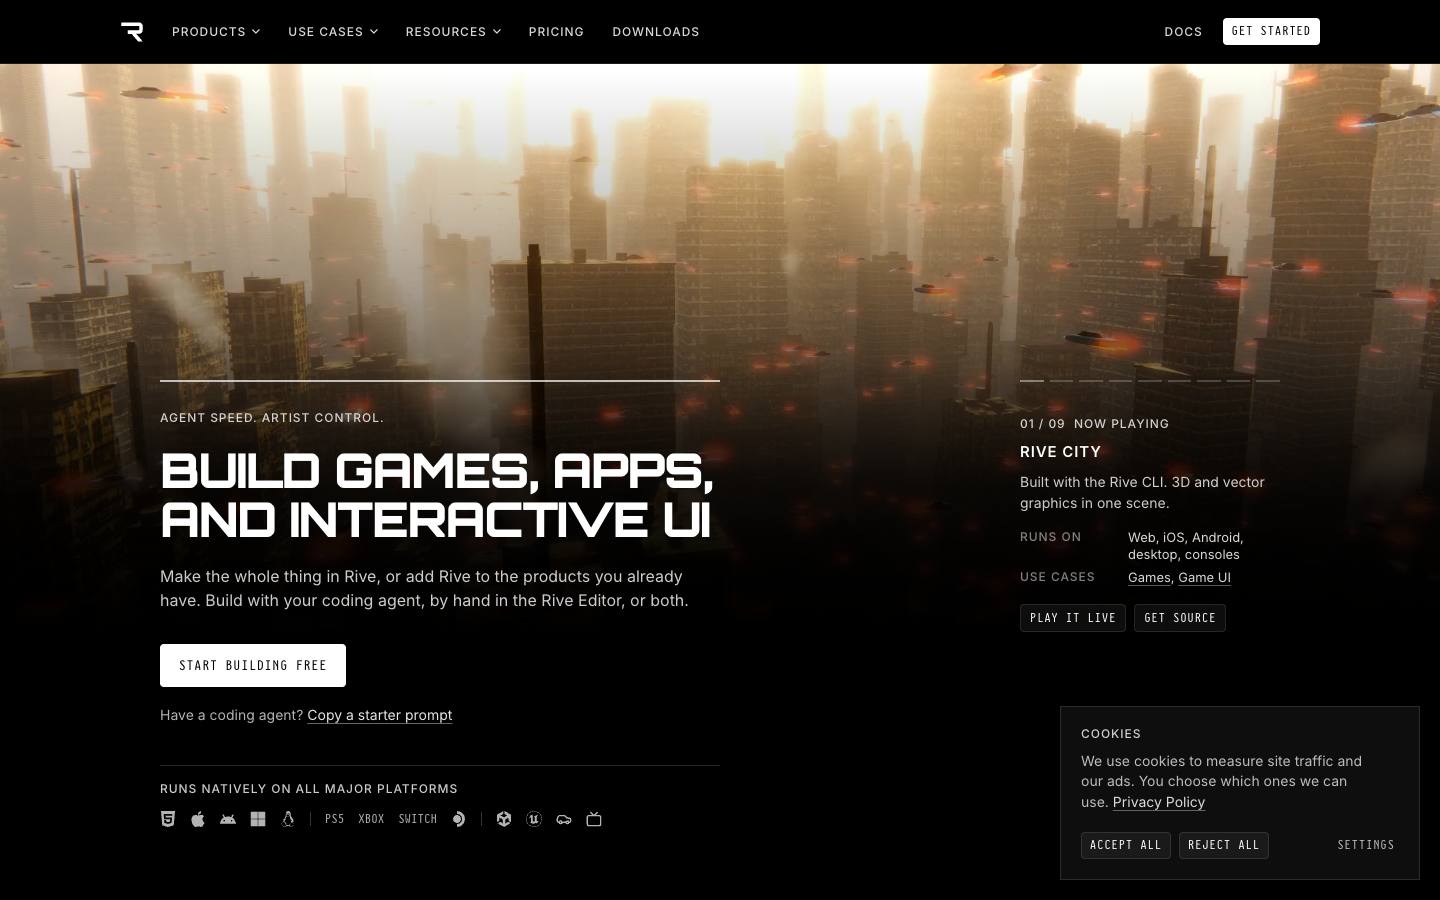 PRODUCTS
USE CASES
RESOURCES
PRICING
DOWNLOADS
DOCS
GET STARTED
AGENT SPEED. ARTIST CONTROL.
BUILD GAMES, APPS,
AND INTERACTIVE UI
Make the whole thing in Rive, or add Rive to the products you already
have. Build with your coding agent, by hand in the Rive Editor, or both.
START BUILDING FREE
Have a coding agent? Copy a starter prompt
RUNS NATIVELY ON ALL MAJOR PLATFORMS
PS5 XBOX SWITCH
01 / 09 NOW PLAYING
RIVE CITY
Built with the Rive CLI. 3D and vector
graphics in one scene.
RUNS ON Web, iOS, Android,
desktop, consoles
USE CASES Games, Game UI
PLAY IT LIVE GET SOURCE
COOKIES
We use cookies to measure site traffic and
our ads. You choose which ones we can
use. Privacy Policy
ACCEPT ALL REJECT ALL SETTINGS